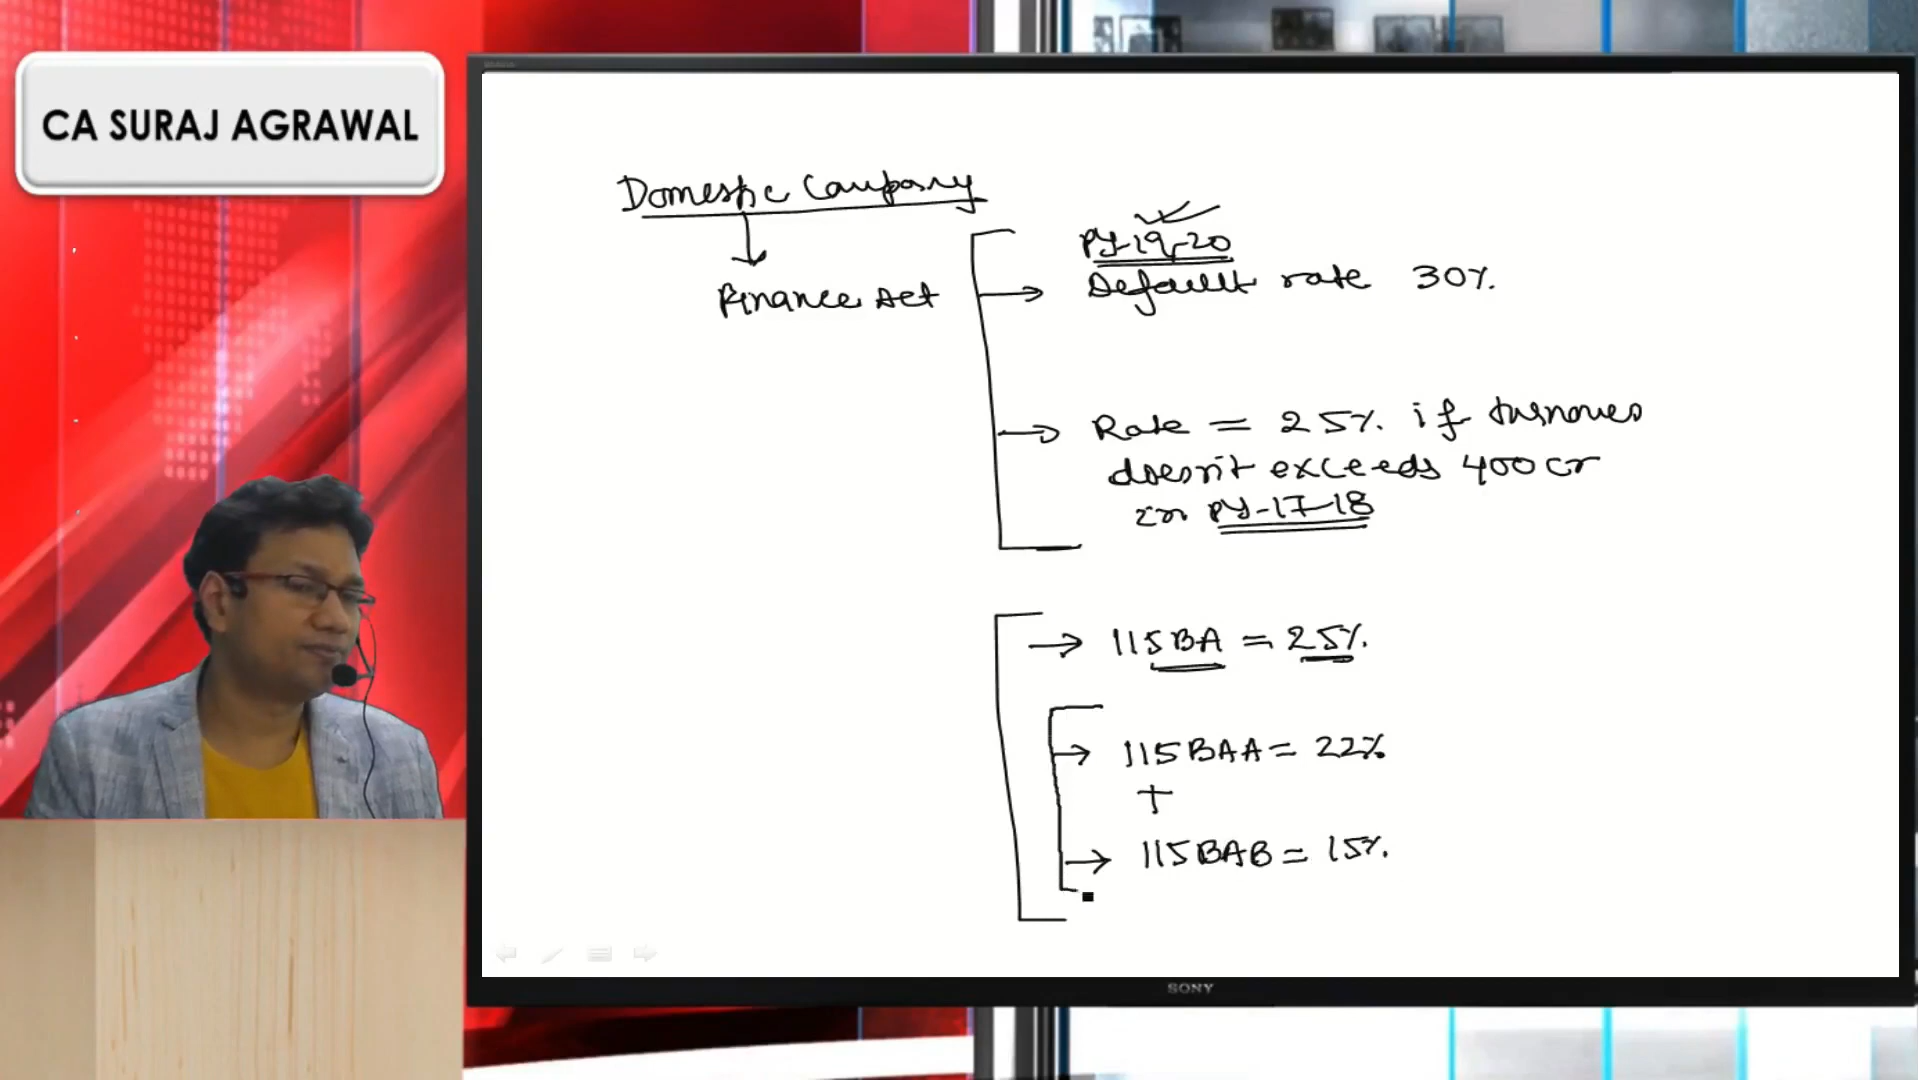 CA SURAJ AGRAWAL
Domestic Company
Finance Act
PY-19-20
Default rate 30%.
Rate = 25%. if turnover
doesn't exceeds 400 cr
in PY-17-18
115BA = 25%.
115BAA = 22%
+
115BAB = 15%.
SONY